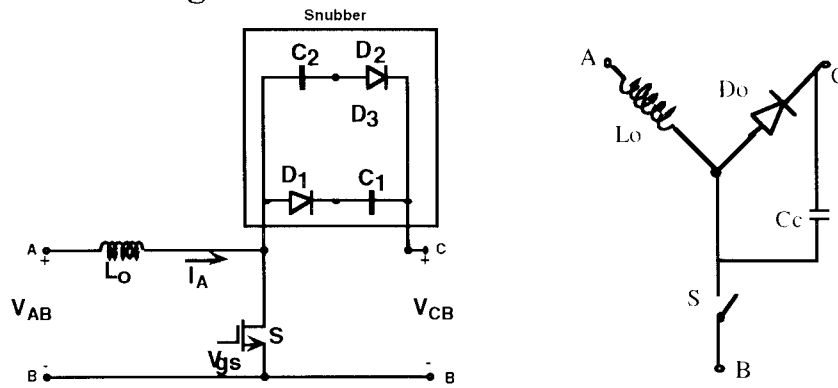 Snubber
C2
D2
D3
D1
C1
A
+
LO
IA
C
+
VAB
VCB
S
Vgs
-
B
-
B
A
C
Do
Lo
Cc
S
B